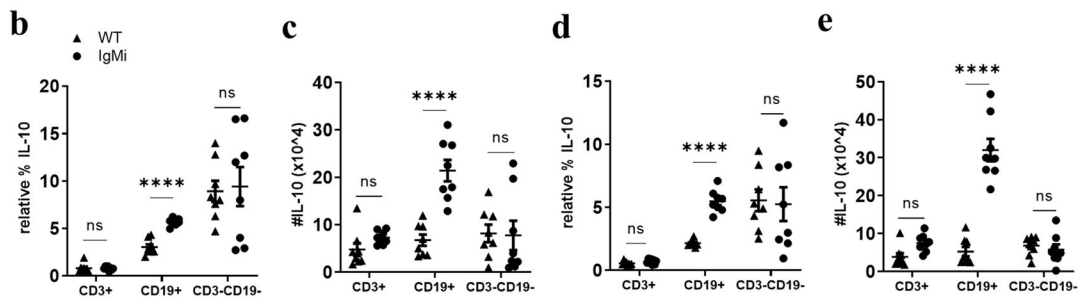 b
WT
IgMi
relative % IL-10
20
15
10
5
0
ns
****
ns
CD3+
CD19+
CD3-CD19-
c
#IL-10 (x10^4)
40
30
20
10
0
ns
****
ns
CD3+
CD19+
CD3-CD19-
d
relative % IL-10
15
10
5
0
ns
****
ns
CD3+
CD19+
CD3-CD19-
e
#IL-10 (x10^4)
50
40
30
20
10
0
ns
****
ns
CD3+
CD19+
CD3-CD19-